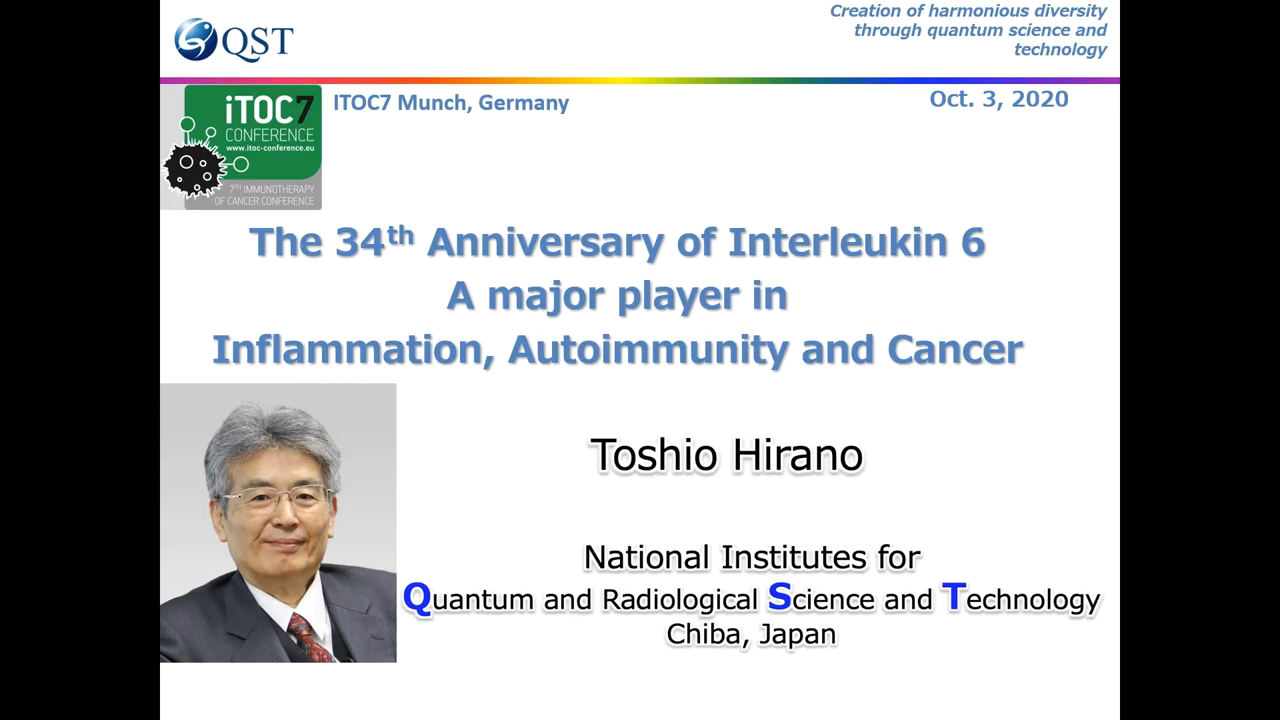 QST
Creation of harmonious diversity
through quantum science and
technology
iTOC7
CONFERENCE
www.itoc-conference.eu
7TH IMMUNOTHERAPY
OF CANCER CONFERENCE
ITOC7 Munch, Germany
Oct. 3, 2020
The 34th Anniversary of Interleukin 6
A major player in
Inflammation, Autoimmunity and Cancer
Toshio Hirano
National Institutes for
Quantum and Radiological Science and Technology
Chiba, Japan